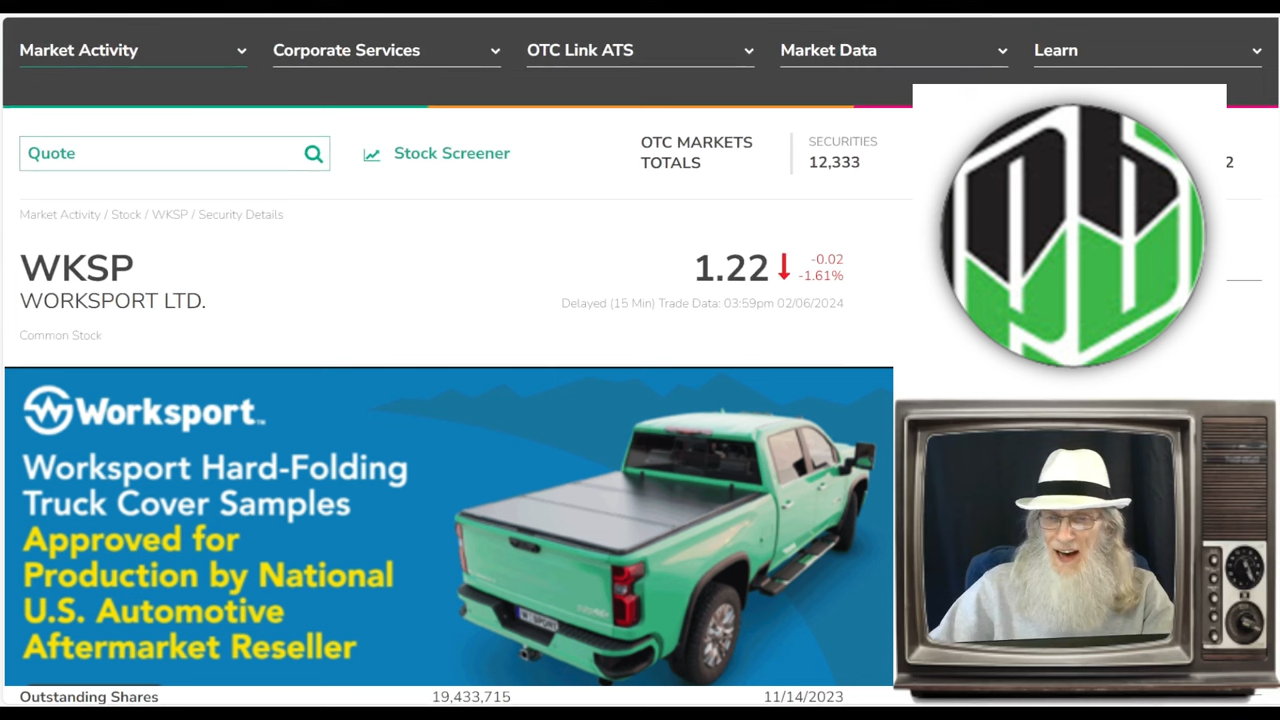 Market Activity
Corporate Services
OTC Link ATS
Market Data
Learn
Quote
Stock Screener
OTC MARKETS
TOTALS
SECURITIES
12,333
2
Market Activity / Stock / WKSP / Security Details
WKSP
WORKSPORT LTD.
1.22
-0.02
-1.61%
Delayed (15 Min) Trade Data: 03:59pm 02/06/2024
Common Stock
Worksport™
Worksport Hard-Folding
Truck Cover Samples
Approved for
Production by National
U.S. Automotive
Aftermarket Reseller
Outstanding Shares
19,433,715
11/14/2023